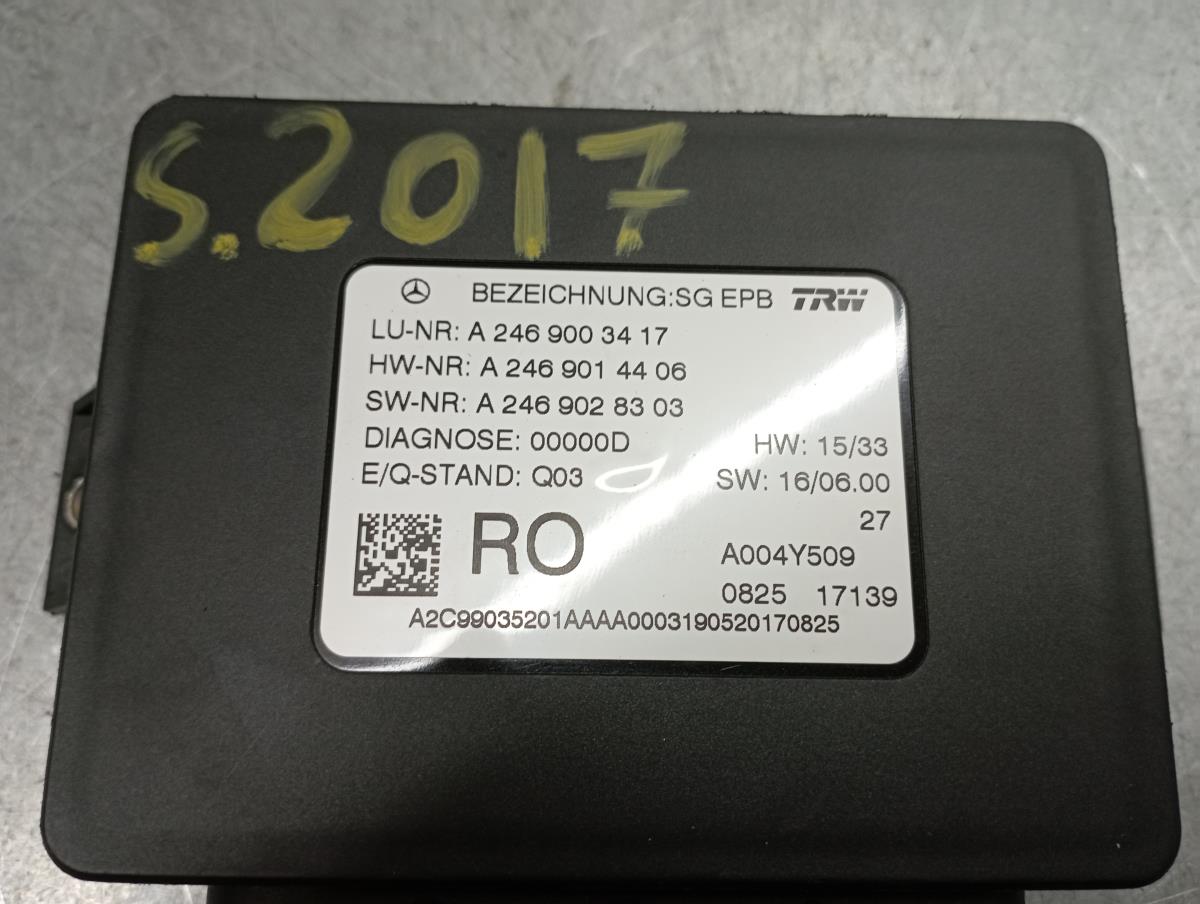 S.2017
BEZEICHNUNG:SG EPB TRW
LU-NR: A 246 900 34 17
HW-NR: A 246 901 44 06
SW-NR: A 246 902 83 03
DIAGNOSE: 00000D HW: 15/33
E/Q-STAND: Q03 SW: 16/06.00
27
RO A004Y509
0825 17139
A2C99035201AAAA0003190520170825